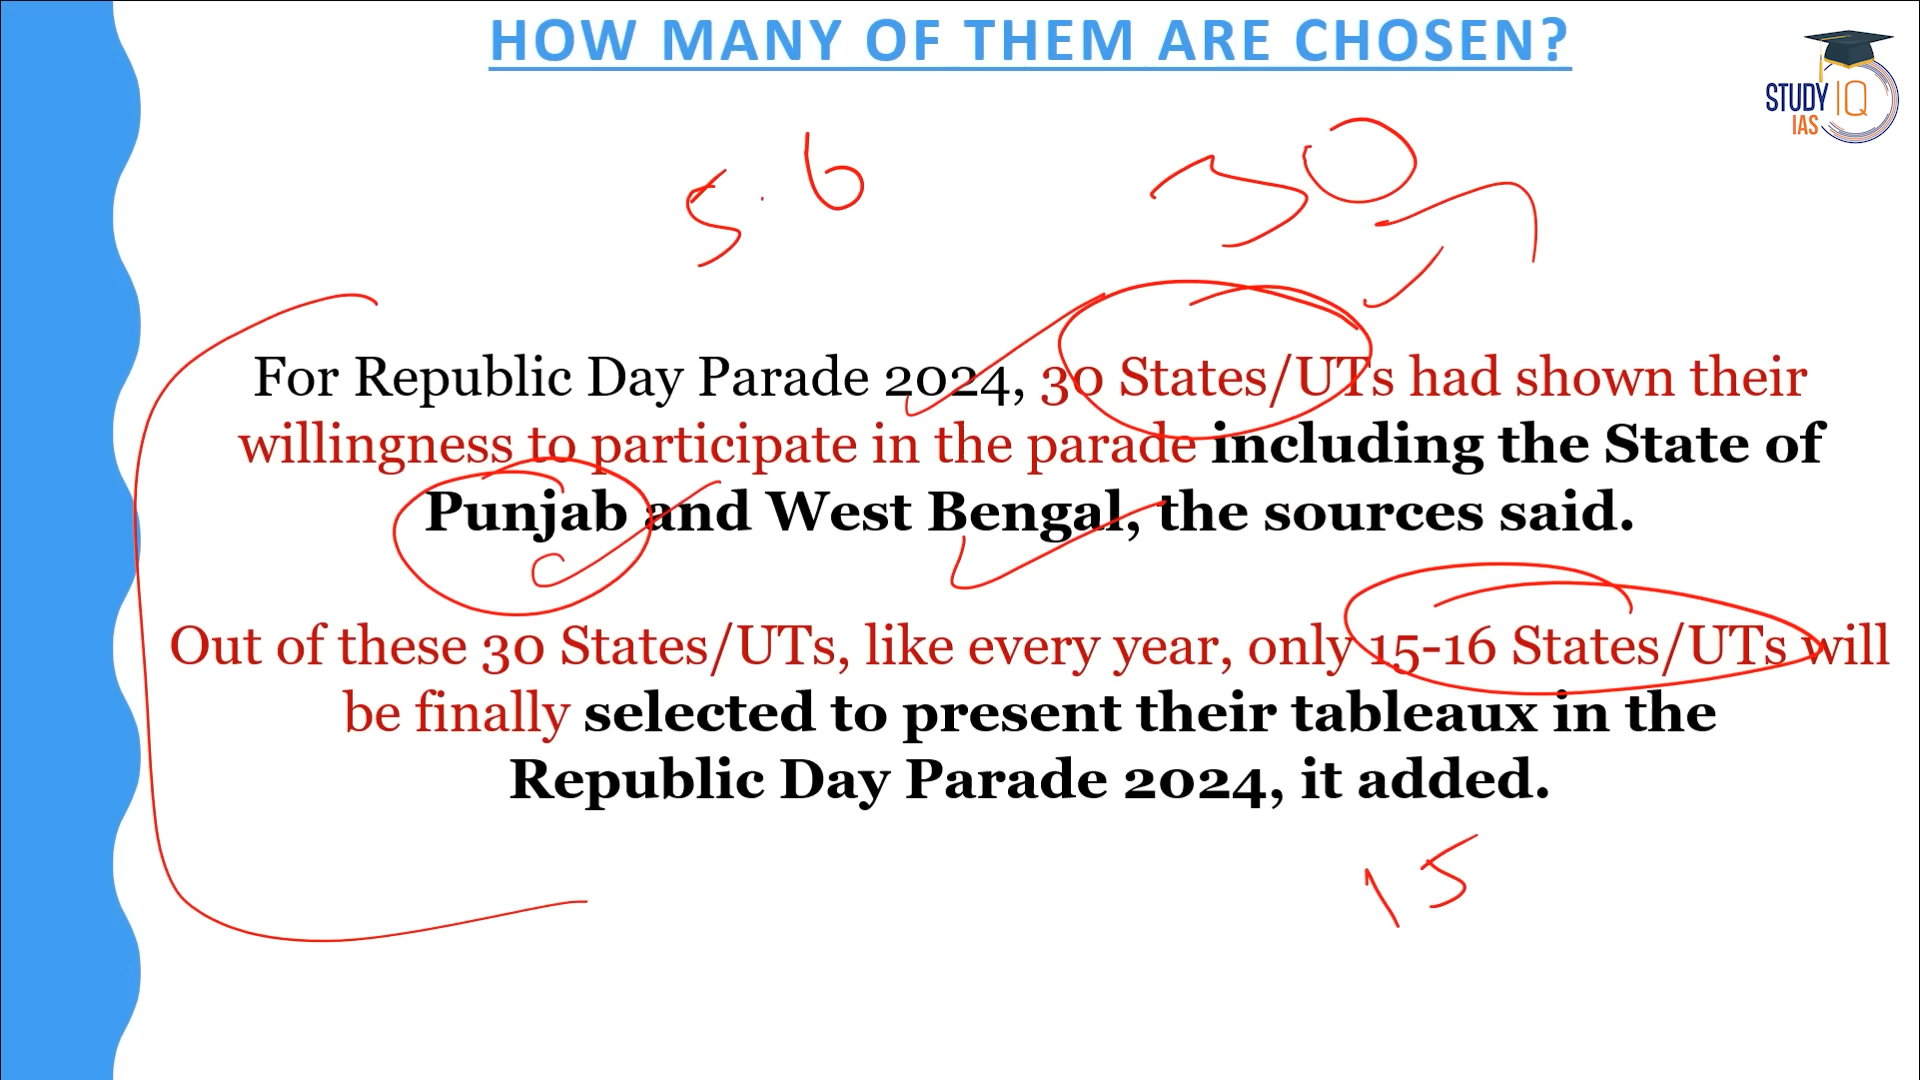 HOW MANY OF THEM ARE CHOSEN?
STUDY IQ
IAS
5.6
30
For Republic Day Parade 2024, 30 States/UTs had shown their
willingness to participate in the parade including the State of
Punjab and West Bengal, the sources said.
Out of these 30 States/UTs, like every year, only 15-16 States/UTs will
be finally selected to present their tableaux in the
Republic Day Parade 2024, it added.
15